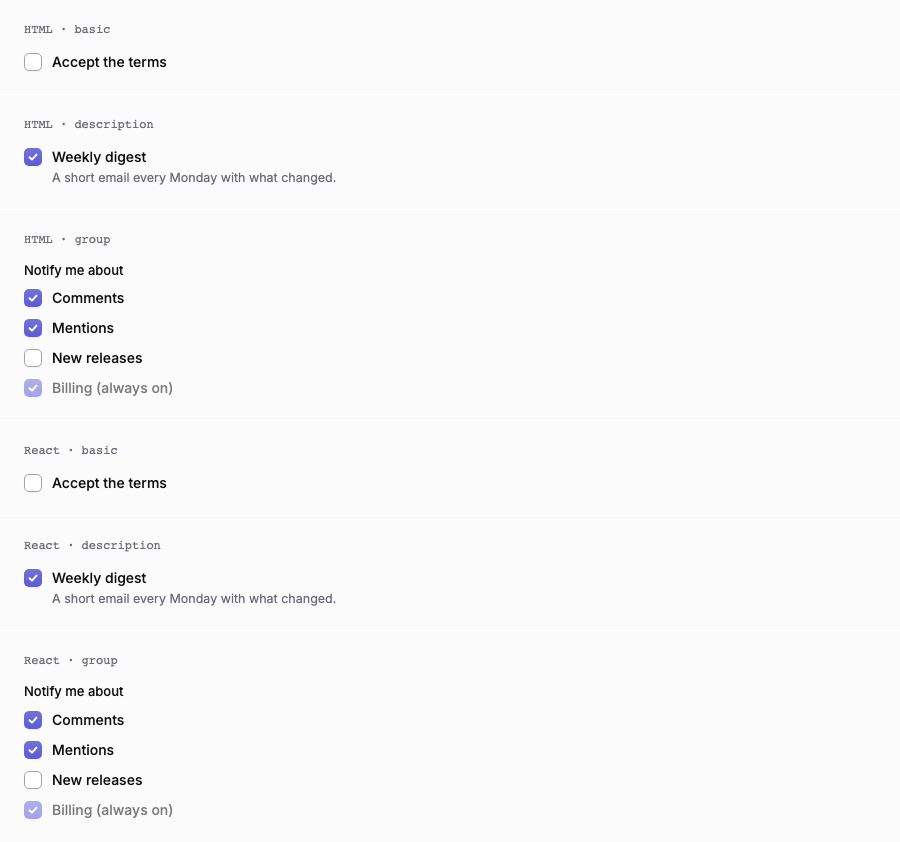 HTML · basic
Accept the terms
HTML · description
Weekly digest
A short email every Monday with what changed.
HTML · group
Notify me about
Comments
Mentions
New releases
Billing (always on)
React · basic
Accept the terms
React · description
Weekly digest
A short email every Monday with what changed.
React · group
Notify me about
Comments
Mentions
New releases
Billing (always on)